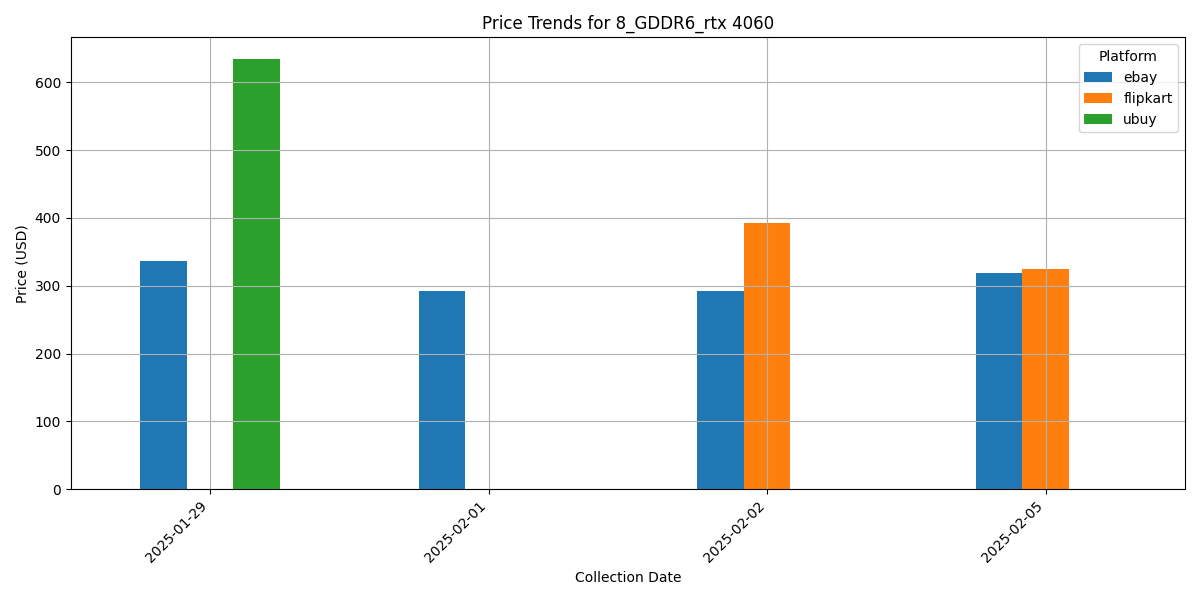 Price Trends for 8_GDDR6_rtx 4060
Platform
ebay
flipkart
ubuy
Price (USD)
600
500
400
300
200
100
0
2025-01-29
2025-02-01
2025-02-02
2025-02-05
Collection Date